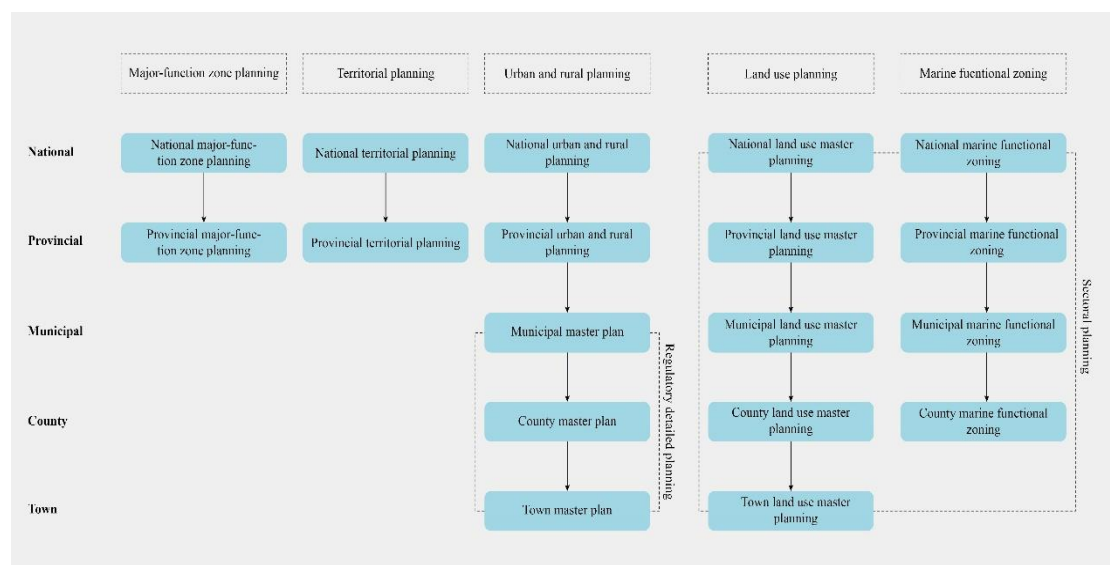 Major-function zone planning
Territorial planning
Urban and rural planning
Land use planning
Marine fucntional zoning
National
National major-func-
tion zone planning
National territorial planning
National urban and rural
planning
National land use master
planning
National marine functional
zoning
Provincial
Provincial major-func-
tion zone planning
Provincial territorial planning
Provincial urban and rural
planning
Provincial land use master
planning
Provincial marine functional
zoning
Municipal
Municipal master plan
Municipal land use master
planning
Municipal marine functional
zoning
Regulatory detailed planning
Sectoral planning
County
County master plan
County land use master
planning
County marine functional
zoning
Town
Town master plan
Town land use master
planning